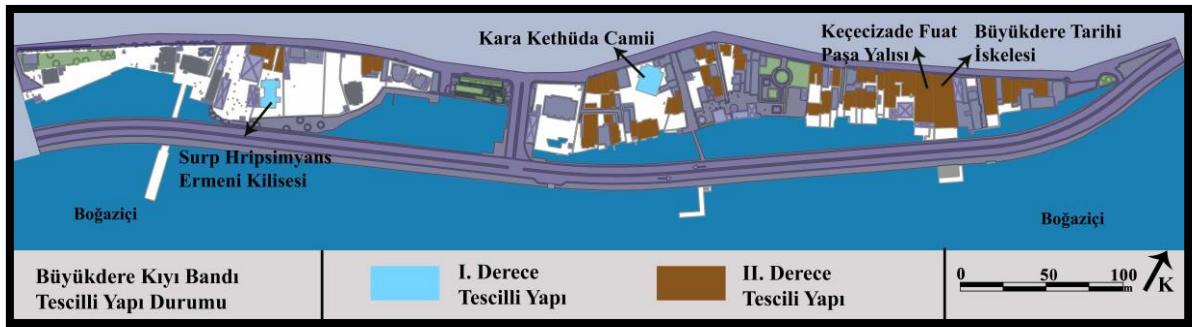 Kara Kethüda Camii
Keçecizade Fuat
Paşa Yalısı
Büyükdere Tarihi
İskelesi
Surp Hripsimyans
Ermeni Kilisesi
Boğaziçi
Boğaziçi
Büyükdere Kıyı Bandı
Tescilli Yapı Durumu
I. Derece
Tescilli Yapı
II. Derece
Tescili Yapı
0 50 100
m
K